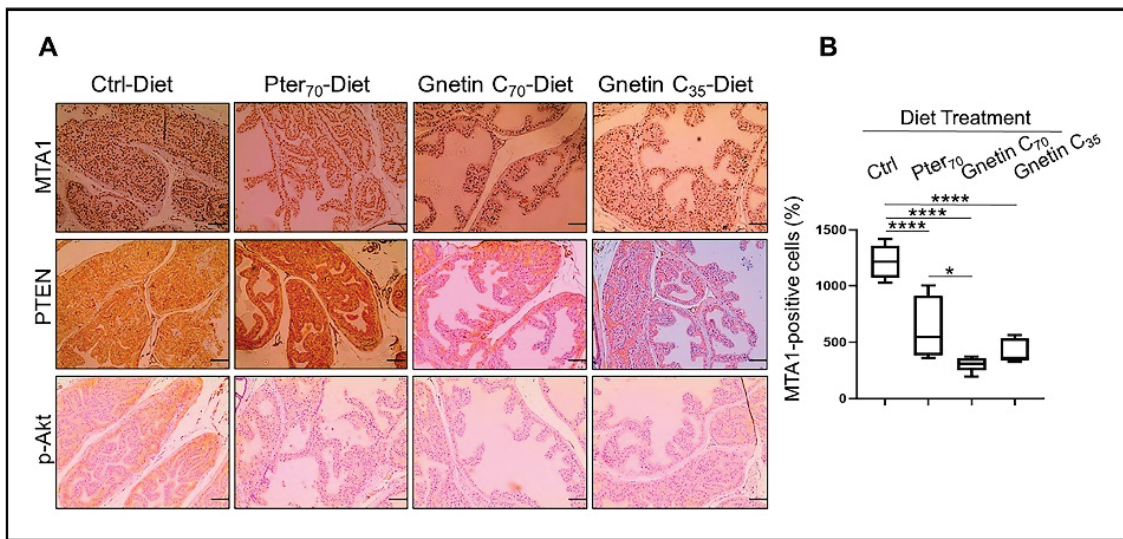 A
Ctrl-Diet Pter70-Diet Gnetin C70-Diet Gnetin C35-Diet
MTA1
PTEN
p-Akt
B
Diet Treatment
Ctrl Pter70 Gnetin C70 Gnetin C35
****
****
****
*
MTA1-positive cells (%)
1500
1000
500
0